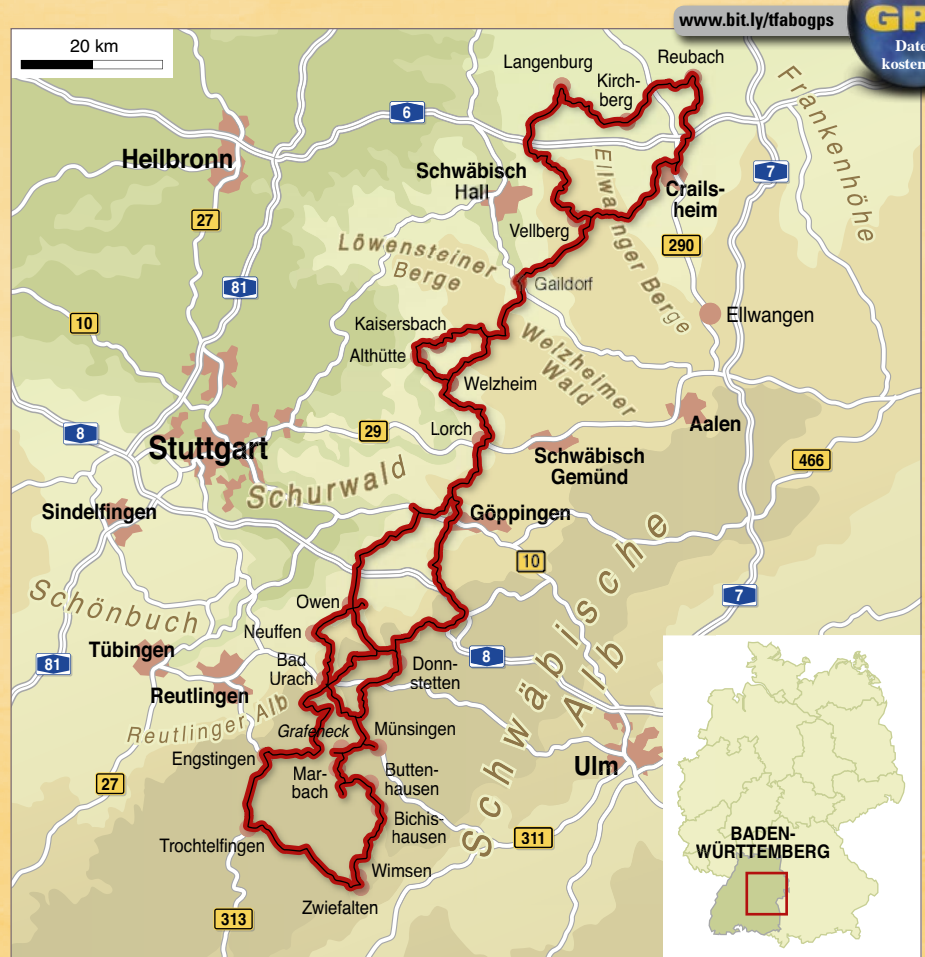 www.bit.ly/tfabogps
GP
Date
kosten
20 km
Langenburg
Reubach
Kirch-
berg
Frankenhöhe
6
Heilbronn
7
Schwäbisch
Hall
Crails-
heim
27
Vellberg
Ellwanger Berge
290
Löwensteiner
Berge
81
Gaildorf
Ellwangen
10
Kaisersbach
Althütte
Welzheimer
Wald
Welzheim
Aalen
8
29
Lorch
Stuttgart
Schwäbisch
Gmünd
466
Schurwald
Sindelfingen
Göppingen
10
Schwäbische
Alb
7
Owen
Schönbuch
Neuffen
Tübingen
81
Bad
Urach
Donn-
stetten
8
Reutlingen
Reutlinger Alb
Grafeneck
Münsingen
Engstingen
Mar-
bach
Butten-
hausen
Ulm
27
Bichis-
hausen
311
Trochtelfingen
Wimsen
Zwiefalten
313
BADEN-
WÜRTTEMBERG